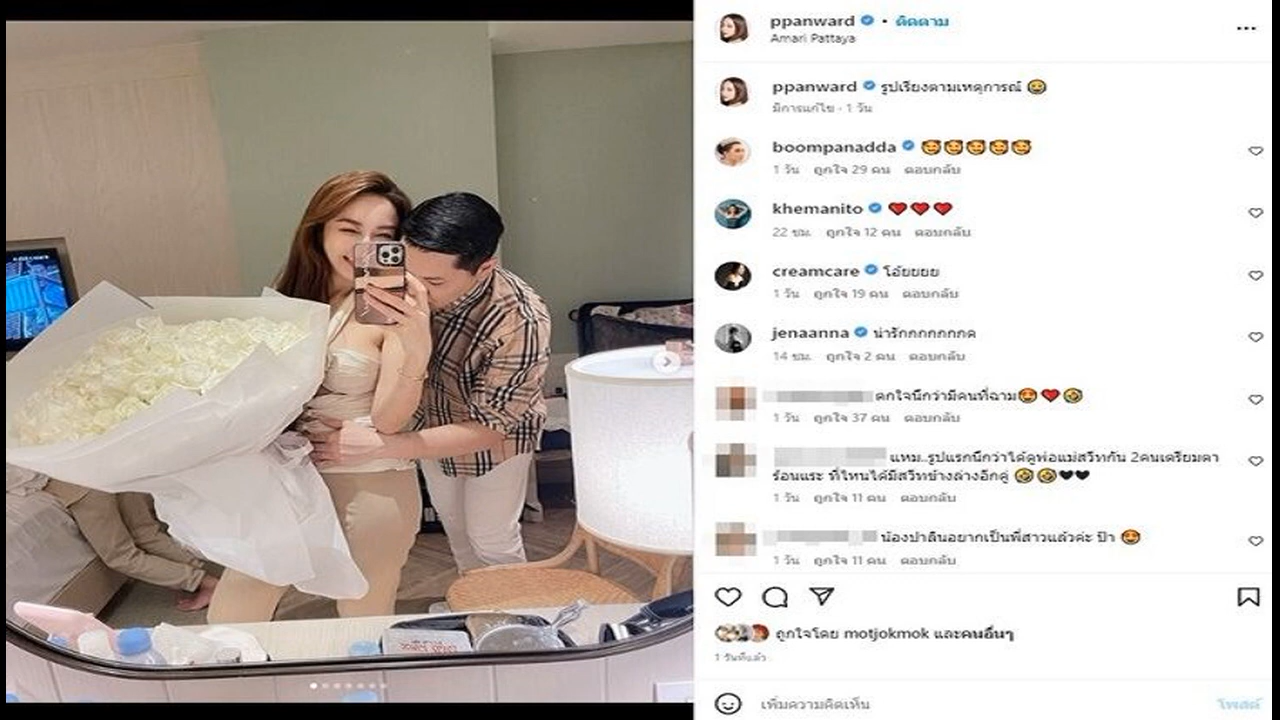 ppanward • ติดตาม
Amari Pattaya
ppanward รูปเรียงตามเหตุการณ์ 😂
มีการแก้ไข · 1 วัน
boompanadda 🥰🥰🥰🥰🥰
1 วัน ถูกใจ 29 คน ตอบกลับ
khemanito ❤️❤️❤️
22 ชม. ถูกใจ 12 คน ตอบกลับ
creamcare โอ้ยยยย
1 วัน ถูกใจ 19 คน ตอบกลับ
jenaanna น่ารักกกกกกกก
14 ชม. ถูกใจ 2 คน ตอบกลับ
ตกใจนึกว่ามีคนที่ฉาม🤩❤️🤣
1 วัน ถูกใจ 37 คน ตอบกลับ
แหม..รูปแรกนึกว่าได้ดูพ่อแม่สวีทกัน 2คนเตรียมตา
ร้อนแระ ที่ไหนได้มีสวีทข้างล่างอีกคู่ 🤣🤣🖤🖤
1 วัน ถูกใจ 11 คน ตอบกลับ
น้องปาลินอยากเป็นพี่สาวแล้วค่ะ ป๊า 🤩
1 วัน ถูกใจ 11 คน ตอบกลับ
ถูกใจโดย motjokmok และคนอื่นๆ
1 วันที่แล้ว
เพิ่มความคิดเห็น
โพสต์